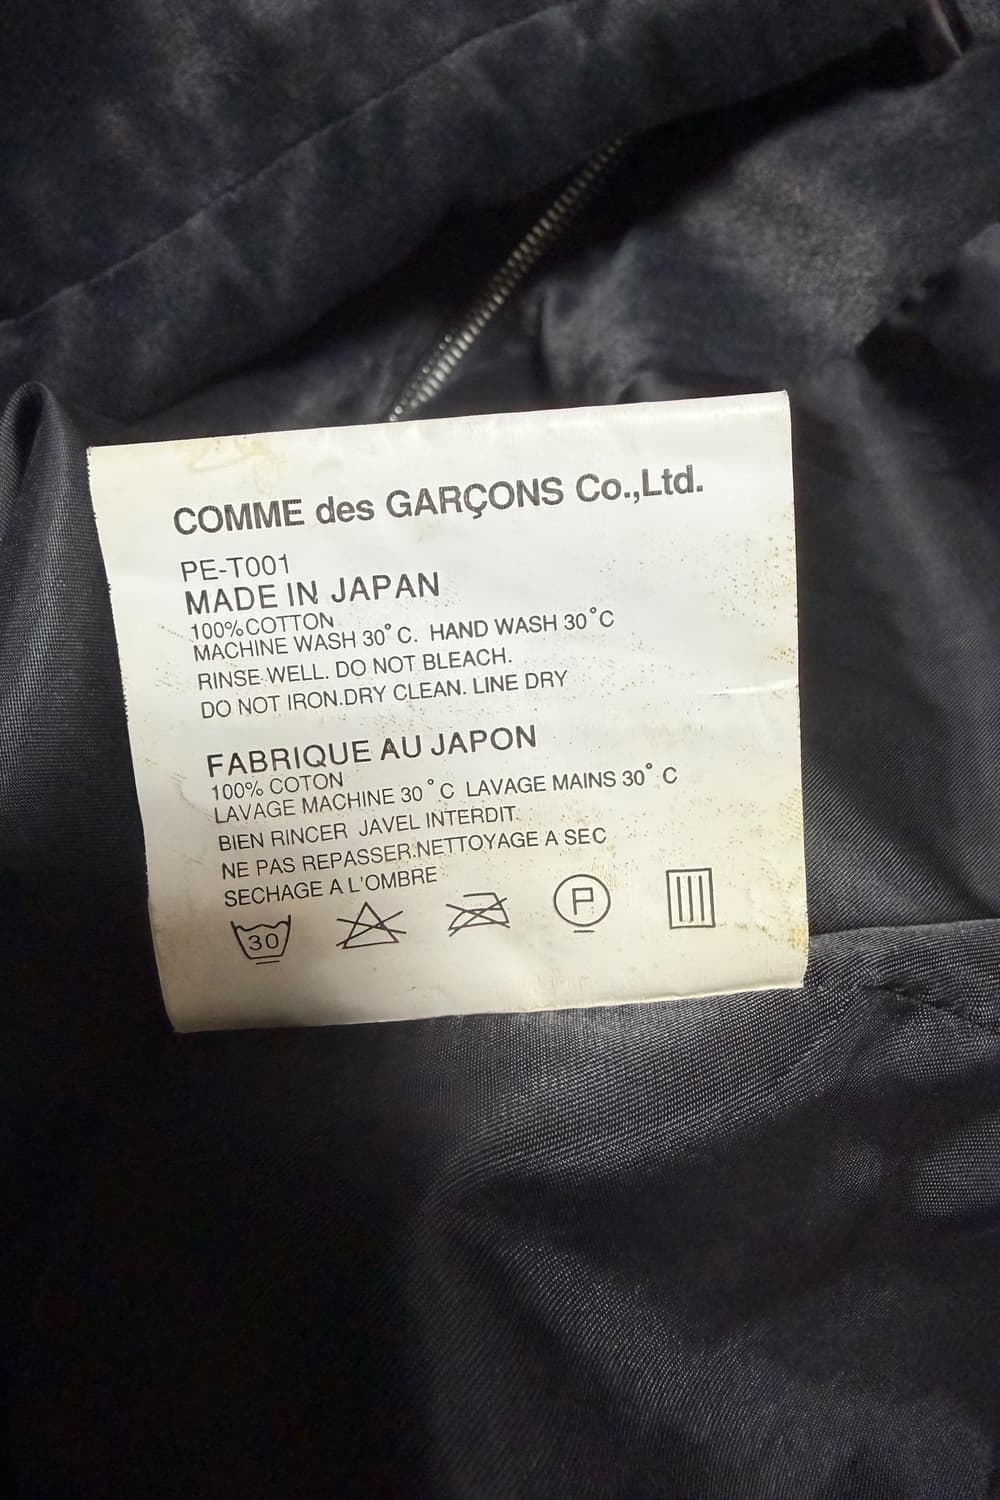 COMME des GARÇONS Co.,Ltd.
PE-T001
MADE IN JAPAN
100%COTTON
MACHINE WASH 30°C. HAND WASH 30°C
RINSE WELL. DO NOT BLEACH.
DO NOT IRON.DRY CLEAN. LINE DRY
FABRIQUE AU JAPON
100% COTON
LAVAGE MACHINE 30°C LAVAGE MAINS 30°C
BIEN RINCER JAVEL INTERDIT.
NE PAS REPASSER.NETTOYAGE A SEC
SECHAGE A L'OMBRE
30 P